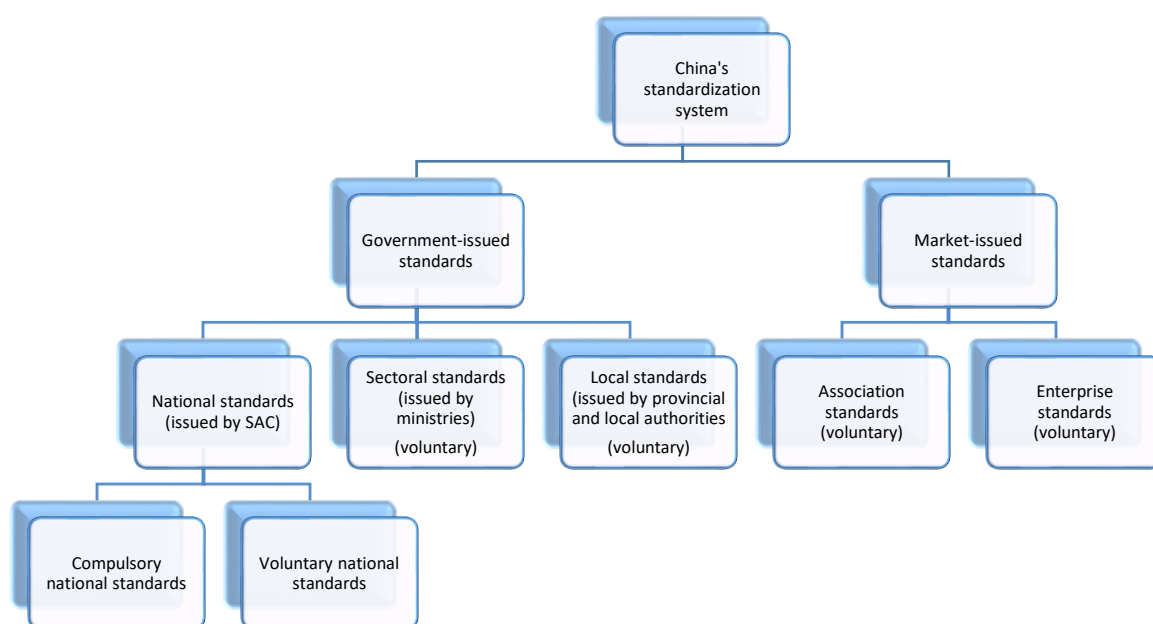 China's
standardization
system
Government-issued
standards
Market-issued
standards
National standards
(issued by SAC)
Sectoral standards
(issued by
ministries)
(voluntary)
Local standards
(issued by provincial
and local authorities
(voluntary)
Association
standards
(voluntary)
Enterprise
standards
(voluntary)
Compulsory
national standards
Voluntary national
standards